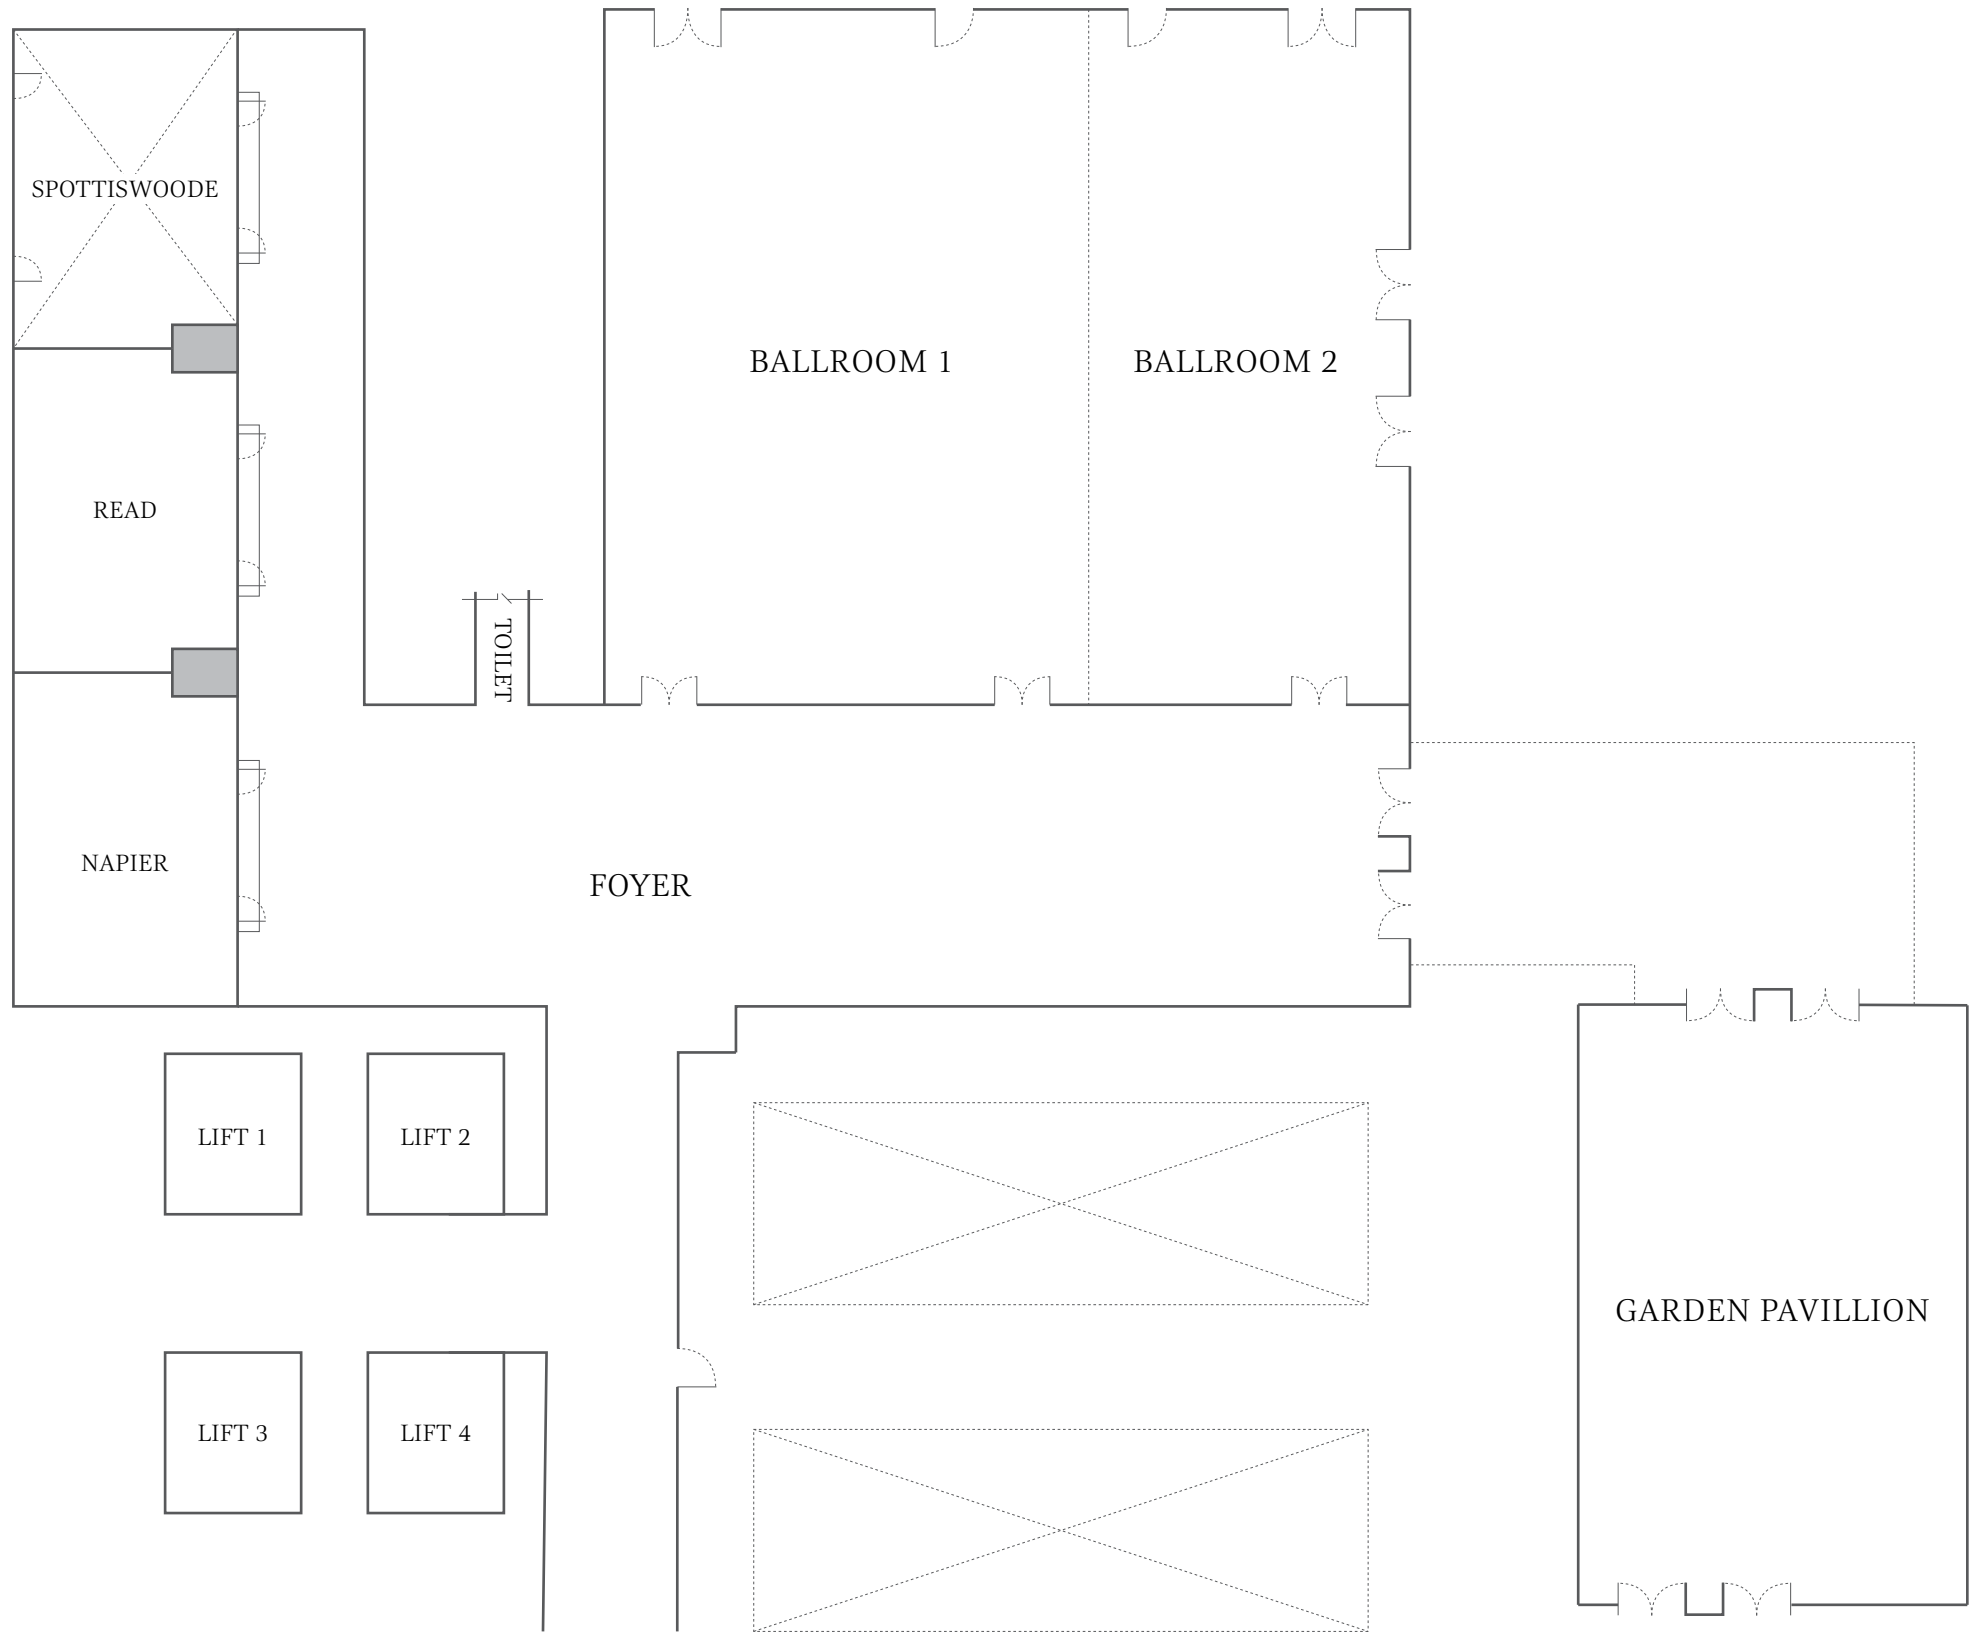 SPOTTISWOODE
BALLROOM 1
BALLROOM 2
READ
TOILET
NAPIER
FOYER
LIFT 1
LIFT 2
GARDEN PAVILLION
LIFT 3
LIFT 4